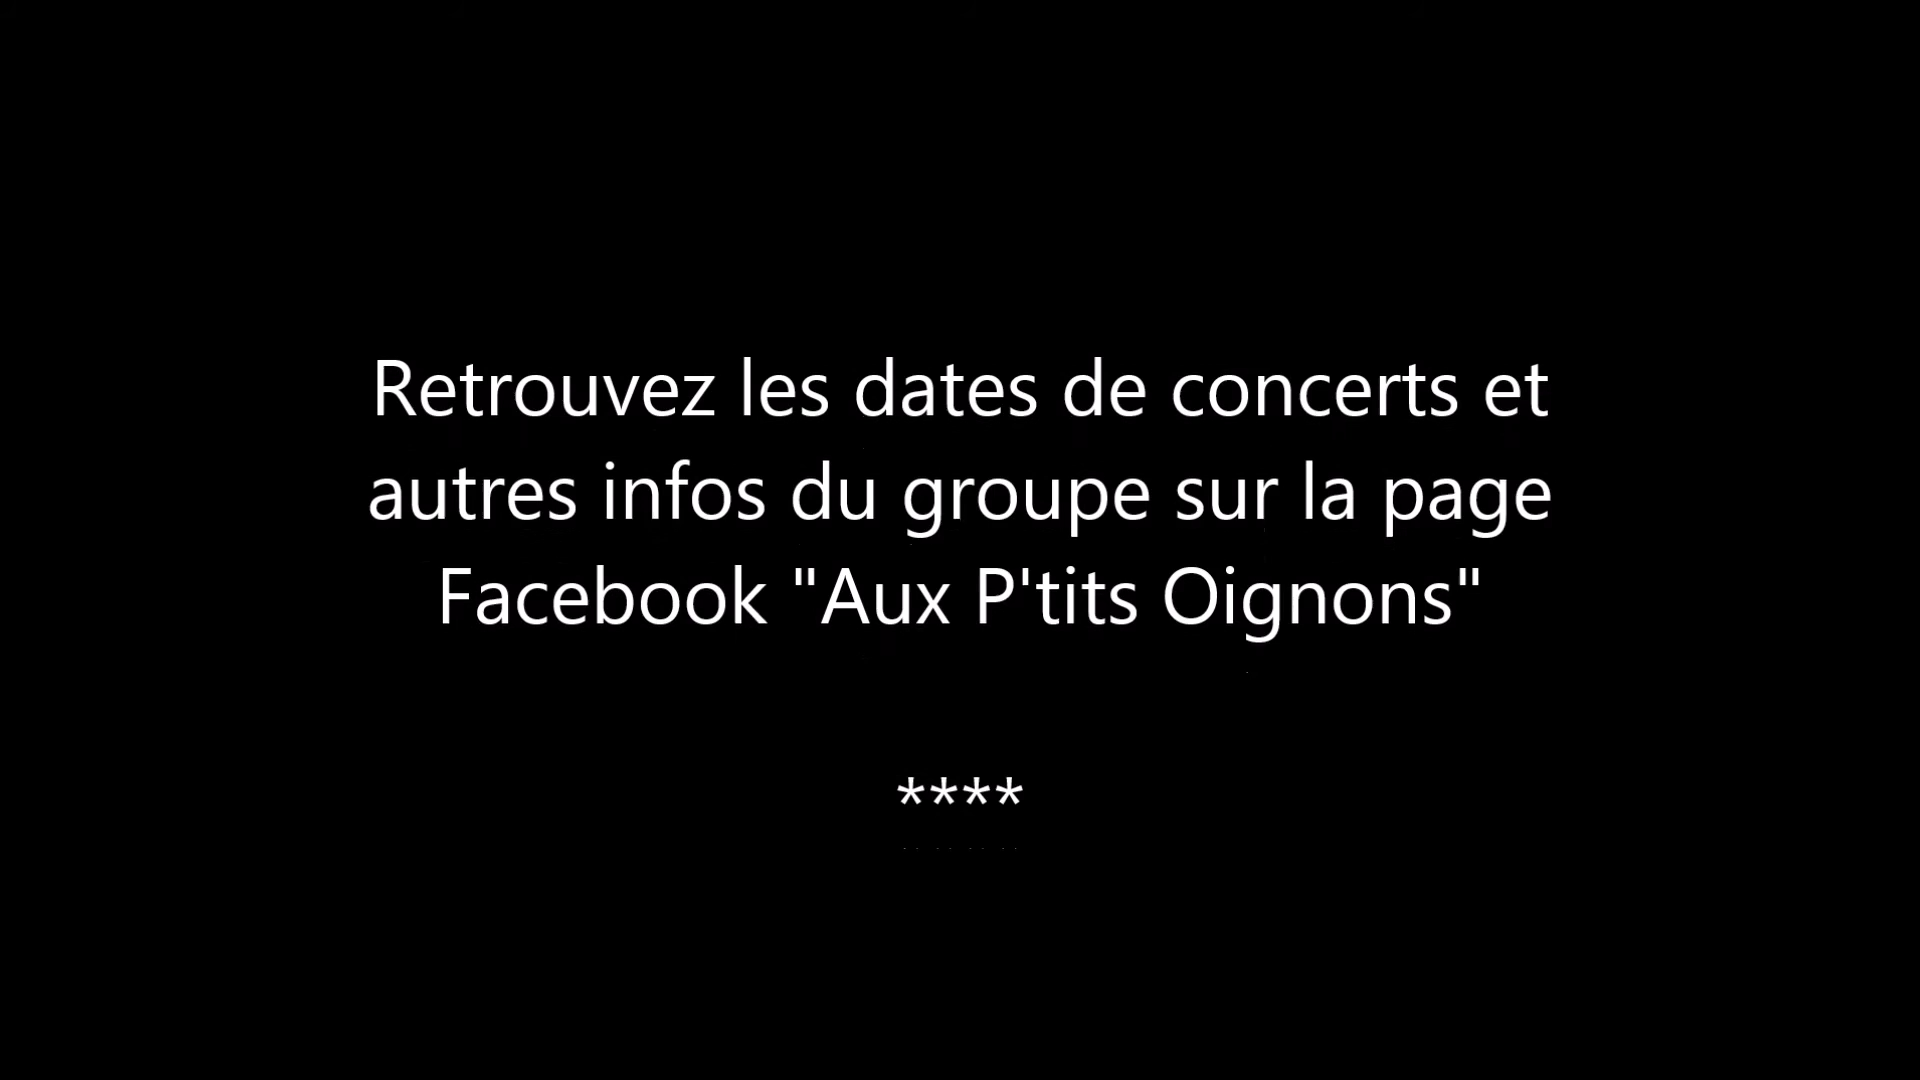 Retrouvez les dates de concerts et
autres infos du groupe sur la page
Facebook "Aux P'tits Oignons"
****